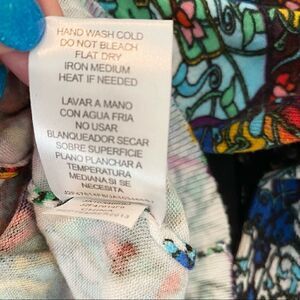 HAND WASH COLD
DO NOT BLEACH
FLAT DRY
IRON MEDIUM
HEAT IF NEEDED
LAVAR A MANO
CON AGUA FRIA
NO USAR
BLANQUEADOR SECAR
SOBRE SUPERFICIE
PLANO PLANCHAR A
TEMPERATURA
MEDIANA SI SE
NECESITA